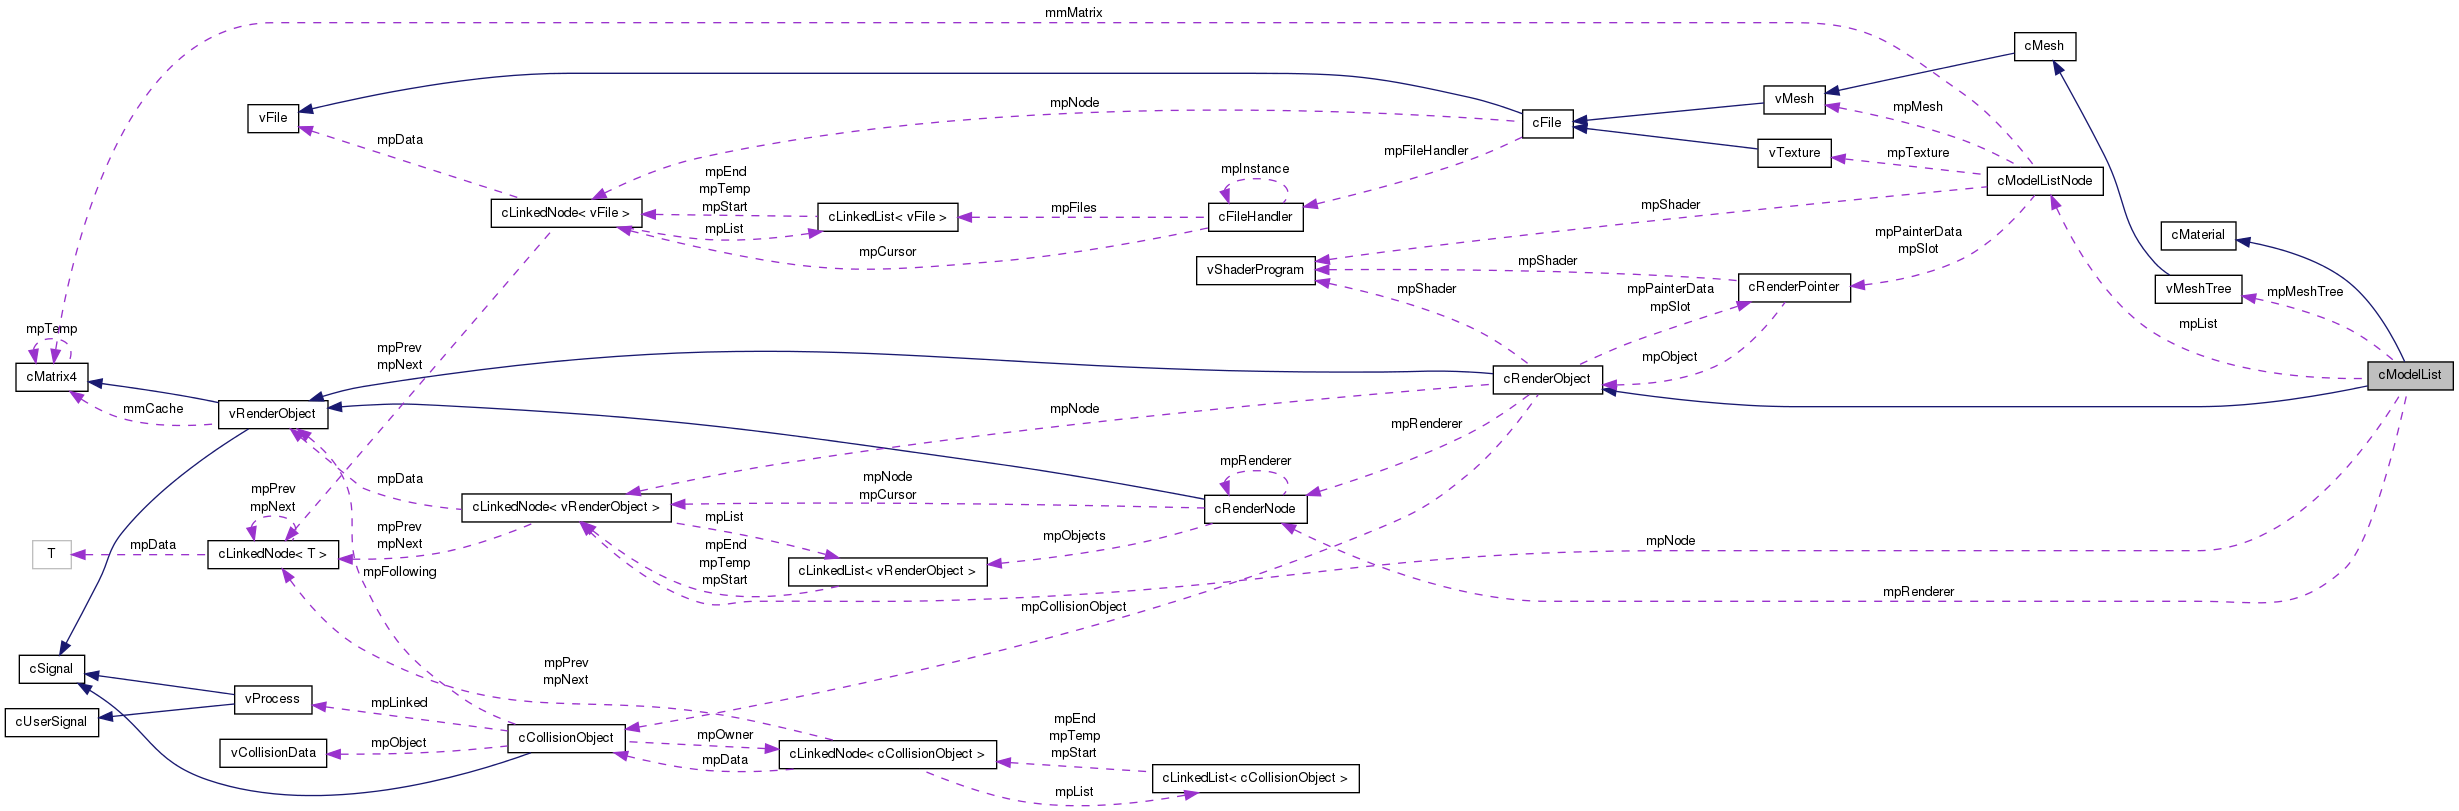 mmMatrix
cMesh
vMesh
mpNode
vFile
mpMesh
cFile
mpData
mpFileHandler
vTexture
mpTexture
mpEnd
mpTemp
mpStart
mpInstance
cModelListNode
cLinkedNode< vFile >
cLinkedList< vFile >
mpFiles
cFileHandler
mpShader
mpList
mpCursor
mpPainterData
mpSlot
cMaterial
vShaderProgram
mpShader
cRenderPointer
vMeshTree
mpMeshTree
mpShader
mpPainterData
mpSlot
mpList
mpTemp
mpPrev
mpNext
mpObject
cMatrix4
cRenderObject
cModelList
mmCache
vRenderObject
mpNode
mpRenderer
mpRenderer
mpData
mpNode
mpCursor
mpPrev
mpNext
cLinkedNode< vRenderObject >
cRenderNode
mpList
mpPrev
mpNext
mpObjects
mpNode
T
mpData
cLinkedNode< T >
mpEnd
mpTemp
mpStart
mpFollowing
cLinkedList< vRenderObject >
mpRenderer
mpCollisionObject
cSignal
mpPrev
mpNext
vProcess
mpLinked
cUserSignal
mpEnd
mpTemp
mpStart
cCollisionObject
mpOwner
vCollisionData
mpObject
mpData
cLinkedNode< cCollisionObject >
cLinkedList< cCollisionObject >
mpList